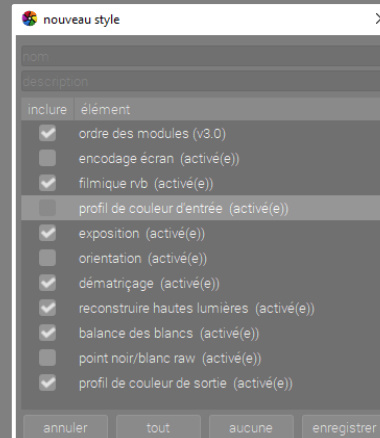 nouveau style
nom
description
inclure élément
ordre des modules (v3.0)
encodage écran (activé(e))
filmique rvb (activé(e))
profil de couleur d'entrée (activé(e))
exposition (activé(e))
orientation (activé(e))
dématriçage (activé(e))
reconstruire hautes lumières (activé(e))
balance des blancs (activé(e))
point noir/blanc raw (activé(e))
profil de couleur de sortie (activé(e))
annuler tout aucune enregistrer